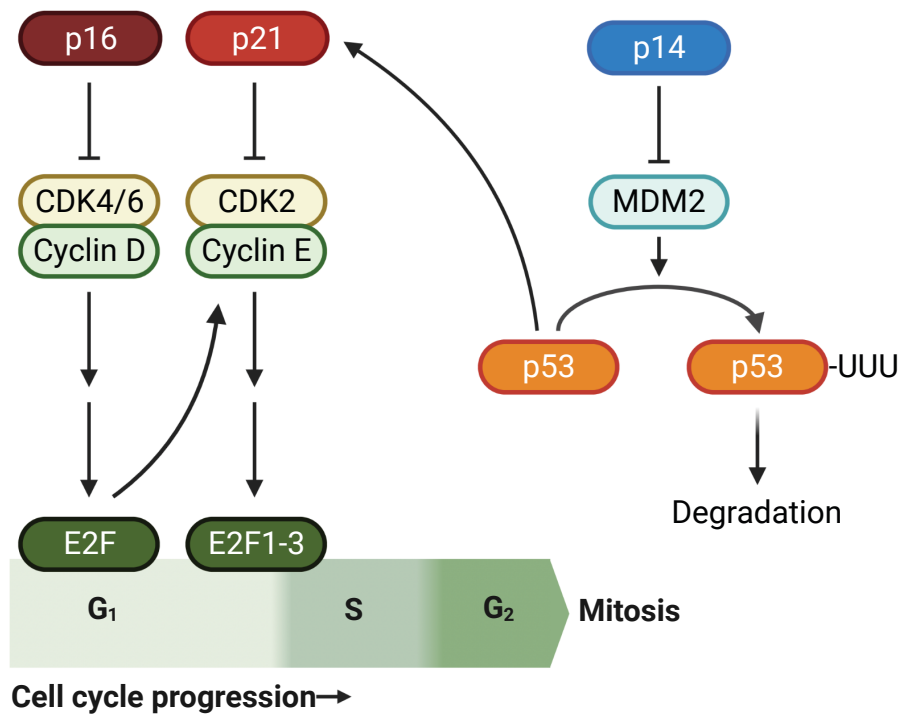 p16
p21
p14
CDK4/6
CDK2
MDM2
Cyclin D
Cyclin E
p53
p53
-UUU
Degradation
E2F
E2F1-3
G₁
S
G₂
Mitosis
Cell cycle progression